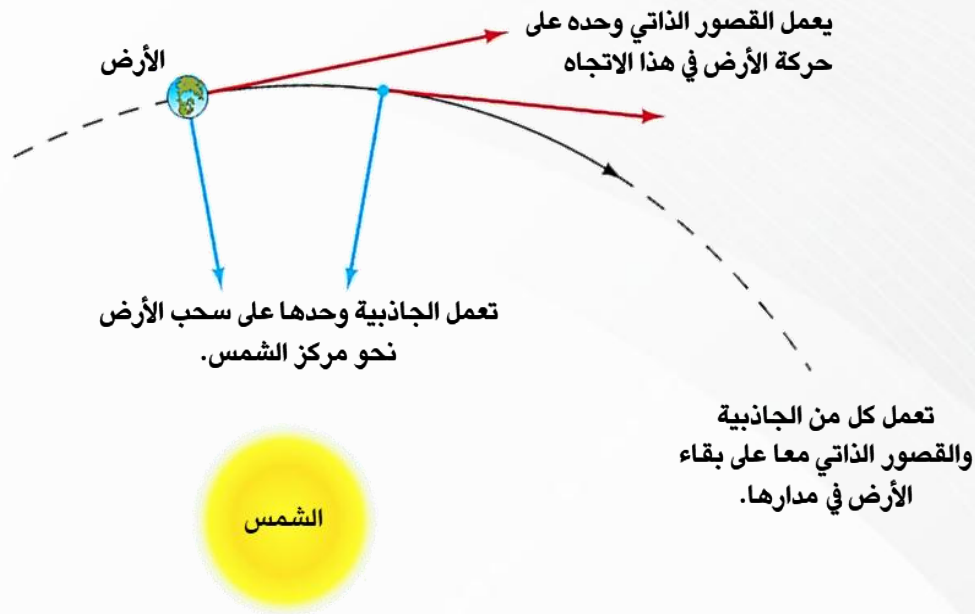 يعمل القصور الذاتي وحده على
حركة الأرض في هذا الاتجاه
الأرض
تعمل الجاذبية وحدها على سحب الأرض
نحو مركز الشمس.
تعمل كل من الجاذبية
والقصور الذاتي معا على بقاء
الأرض في مدارها.
الشمس